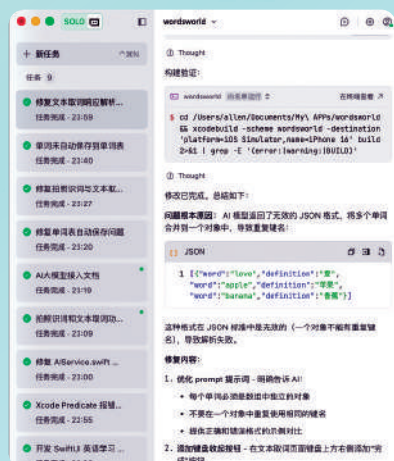 SOLO
wordsworld
+ 新任务
⌃⌘N
任务 9
修复文本取词响应解析...
任务完成 - 23:59
单词未自动保存到单词表
任务完成 - 23:40
修复拍照识词与文本取...
任务完成 - 23:27
修复单词表自动保存问题
任务完成 - 23:20
AI大模型接入文档
任务完成 - 23:19
拍照识词和文本取词功...
任务完成 - 23:09
修复 AIService.swift ...
任务完成 - 23:00
Xcode Predicate 报错...
任务完成 - 22:55
开发 SwiftUI 英语学习 ...
Thought
构建验证:
wordsworld
在终端查看
$ cd /Users/allen/Documents/My\ APPs/wordsworld
&& xcodebuild -scheme wordsworld -destination
'platform=iOS Simulator,name=iPhone 16' build
2>&1 | grep -E '(error:|warning:|BUILD)'
Thought
修改已完成。总结如下:
问题根本原因: AI 模型返回了无效的 JSON 格式,将多个单词
合并到一个对象中,导致重复键名:
JSON
1 [{"word":"love","definition":"爱",
"word":"apple","definition":"苹果",
"word":"banana","definition":"香蕉"}]
这种格式在 JSON 标准中是无效的(一个对象不能有重复键
名),导致解析失败。
修复内容:
1. 优化 prompt 提示词 - 明确告诉 AI:
• 每个单词必须是数组中独立的对象
• 不要在一个对象中重复使用相同的键名
• 提供正确和错误格式的示例对比
2. 添加键盘收起按钮 - 在文本取词页面键盘上方右侧添加"完
成"按钮